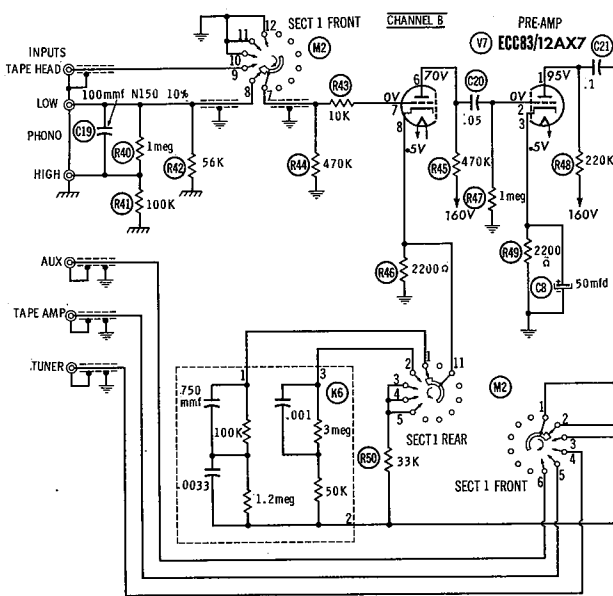 SECT 1 FRONT
CHANNEL B
PRE-AMP
V7 ECC83/12AX7
C21
INPUTS
TAPE HEAD
12
11
10
9
8
7
M2
6
70V
C20
1
95V
.1
LOW
100mmf N150 10%
R43
10K
0V
7
8
.05
0V
2
3
C19
PHONO
R40
1meg
R42
56K
R44
470K
.5V
R45
470K
R47
1meg
.5V
R48
220K
HIGH
R41
100K
160V
160V
AUX
R46
2200Ω
R49
2200
Ω
C8
50mfd
TAPE AMP
TUNER
1
3
2
1
11
3
4
5
M2
750
mmf
.001
K6
1
2
3
4
5
6
100K
3meg
SECT 1 REAR
R50
33K
.0033
1.2meg
50K
2
SECT 1 FRONT